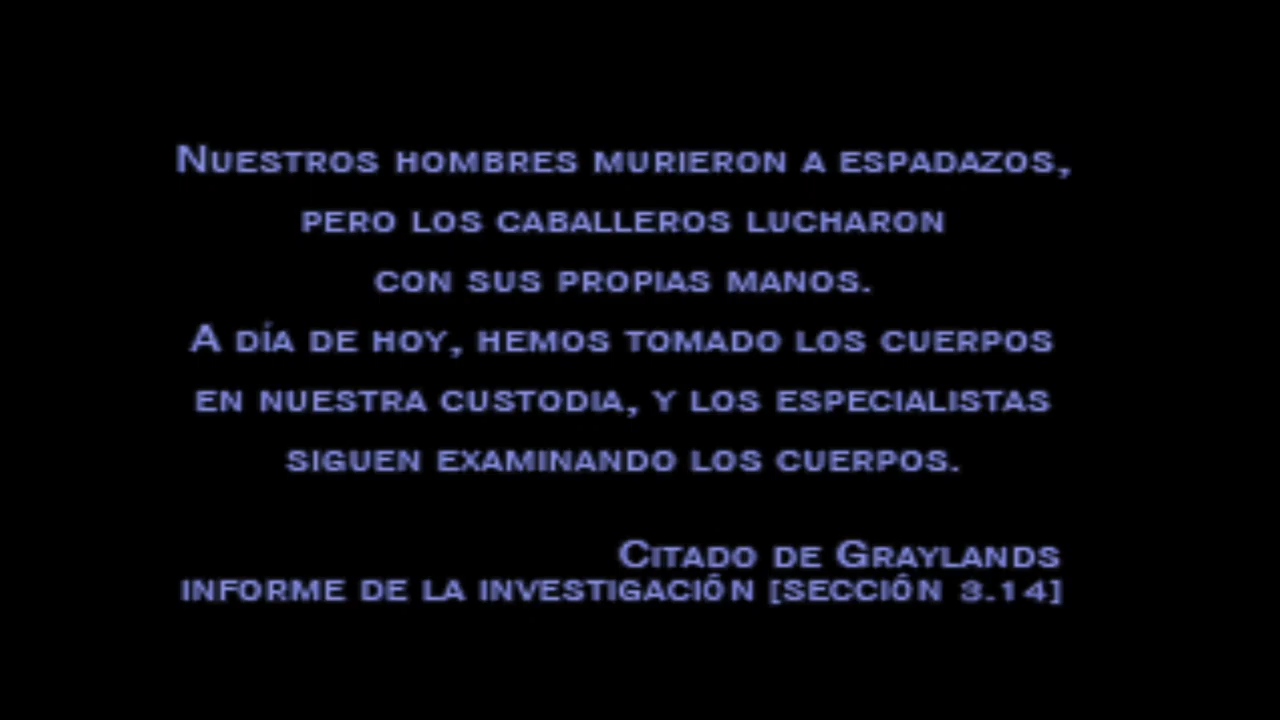 Nuestros hombres murieron a espadazos,
pero los caballeros lucharon
con sus propias manos.
A día de hoy, hemos tomado los cuerpos
en nuestra custodia, y los especialistas
siguen examinando los cuerpos.
Citado de Graylands
informe de la investigación [sección 3.14]